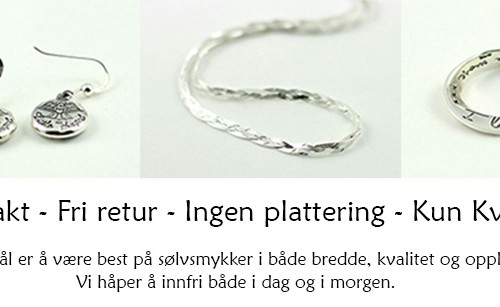 akt - Fri retur - Ingen plattering - Kun Kv
ål er å være best på sølvsmykker i både bredde, kvalitet og oppl
Vi håper å innfri både i dag og i morgen.